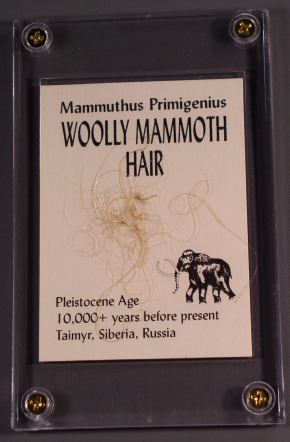 Mammuthus Primigenius
WOOLLY MAMMOTH
HAIR
Pleistocene Age
10,000+ years before present
Taimyr, Siberia, Russia